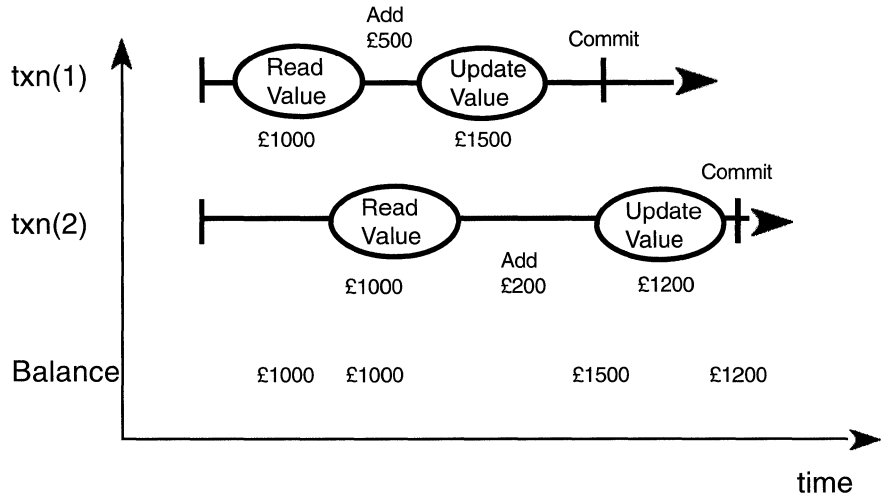 Add
£500
Commit
txn(1)
Read
Value
Update
Value
£1000
£1500
Commit
txn(2)
Read
Value
Update
Value
Add
£200
£1000
£1200
Balance
£1000
£1000
£1500
£1200
time